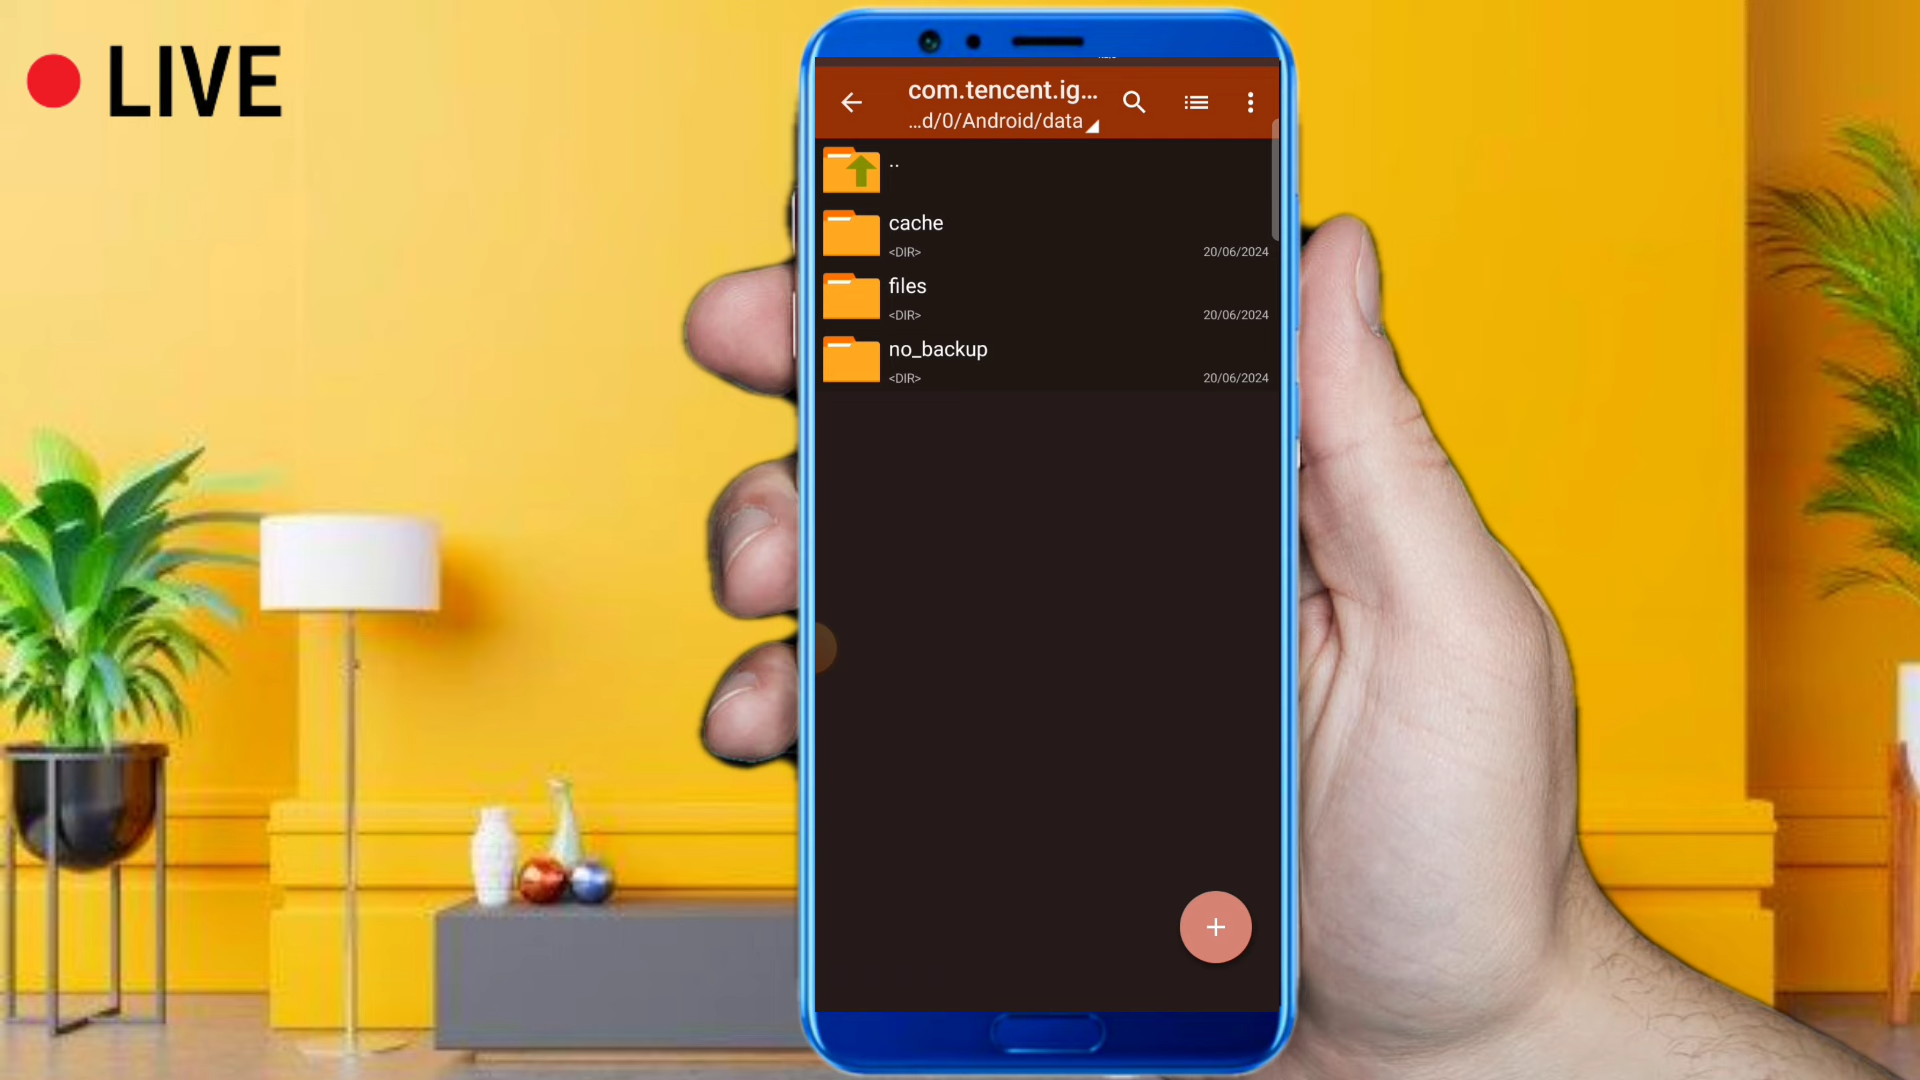 LIVE
com.tencent.ig...
...d/0/Android/data
..
cache
<DIR>
20/06/2024
files
<DIR>
20/06/2024
no_backup
<DIR>
20/06/2024